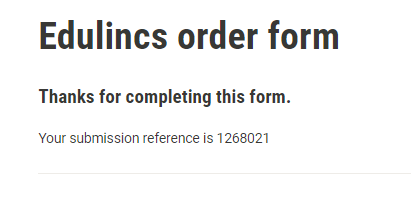 Edulincs order form
Thanks for completing this form.
Your submission reference is 1268021